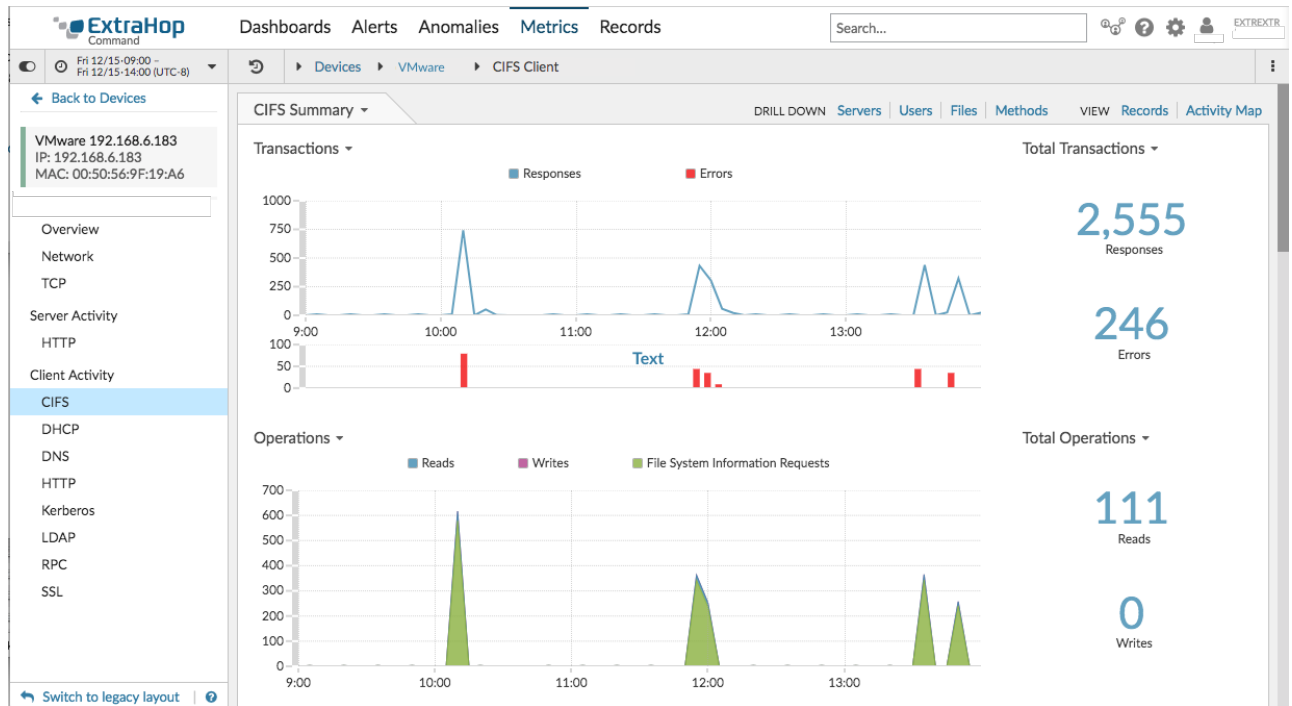 ExtraHop
Command
Dashboards Alerts Anomalies Metrics Records
Search...
EXTREXTR
Fri 12/15-09:00 –
Fri 12/15-14:00 (UTC-8)
Devices VMware CIFS Client
Back to Devices
VMware 192.168.6.183
IP: 192.168.6.183
MAC: 00:50:56:9F:19:A6
Overview
Network
TCP
Server Activity
HTTP
Client Activity
CIFS
DHCP
DNS
HTTP
Kerberos
LDAP
RPC
SSL
Switch to legacy layout
CIFS Summary
DRILL DOWN Servers Users Files Methods VIEW Records Activity Map
Transactions
Responses Errors
1000
750
500
250
0
9:00 10:00 11:00 12:00 13:00
100
50
0
Text
Total Transactions
2,555
Responses
246
Errors
Operations
Reads Writes File System Information Requests
700
600
500
400
300
200
100
0
9:00 10:00 11:00 12:00 13:00
Total Operations
111
Reads
0
Writes